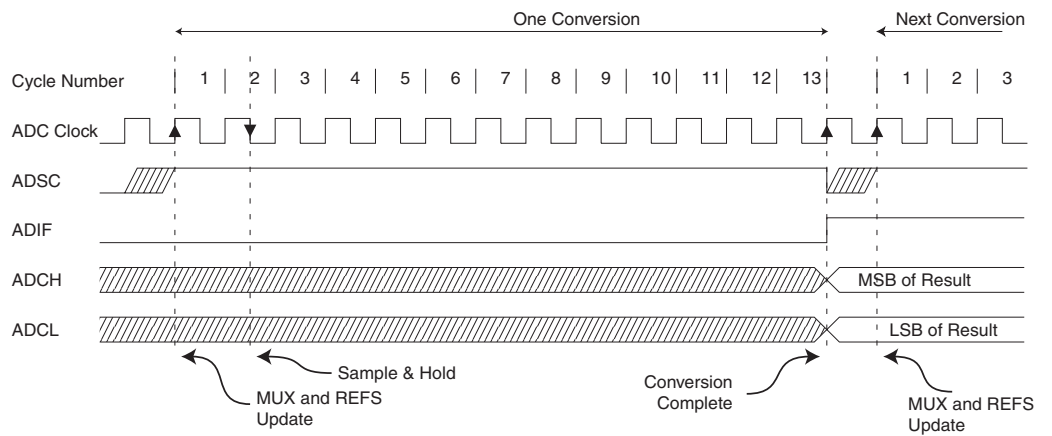 One Conversion
Next Conversion
Cycle Number 1 2 3 4 5 6 7 8 9 10 11 12 13 1 2 3
ADC Clock
ADSC
ADIF
ADCH MSB of Result
ADCL LSB of Result
Sample & Hold
MUX and REFS
Update
Conversion
Complete
MUX and REFS
Update